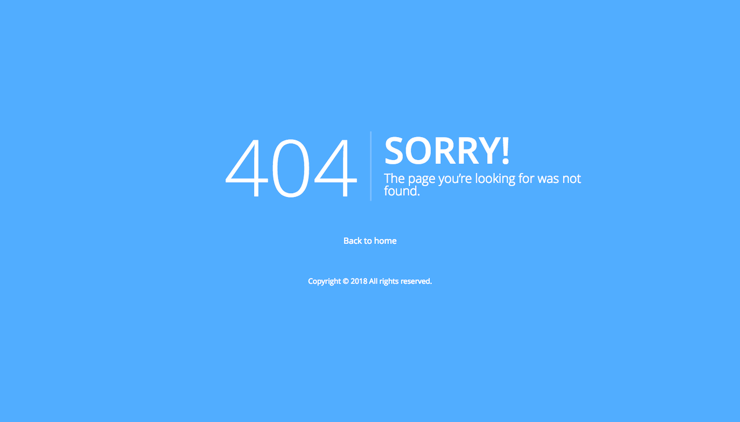 404
SORRY!
The page you’re looking for was not
found.
Back to home
Copyright © 2018 All rights reserved.